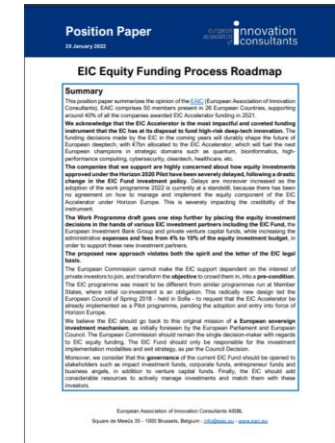 Position Paper
25 January 2022
european association of innovation consultants
EIC Equity Funding Process Roadmap
Summary
This position paper summarizes the opinion of the EAIC (European Association of Innovation
Consultants). EAIC comprises 50 members present in 26 European Countries, supporting
around 40% of all the companies awarded EIC Accelerator funding in 2021.
We acknowledge that the EIC Accelerator is the most impactful and coveted funding
instrument that the EC has at its disposal to fund high-risk deep-tech innovation. The
funding decisions made by the EIC in the coming years will durably shape the future of
European deeptech, with €7bn allocated to the EIC Accelerator, which will fuel the next
European champions in strategic domains such as quantum, bioinformatics, high-
performance computing, cybersecurity, cleantech, healthcare, etc.
The companies that we support are highly concerned about how equity investments
approved under the Horizon 2020 Pilot have been severely delayed, following a drastic
change in the EIC Fund investment policy. Delays are moreover increased as the
adoption of the work programme 2022 is currently at a standstill, because there has been
no agreement on how to manage and implement the equity component of the EIC
Accelerator under Horizon Europe. This is severely impacting the credibility of the
instrument.
The Work Programme draft goes one step further by placing the equity investment
decisions in the hands of various EIC investment partners including the EIC Fund, the
European Investment Bank Group and private venture capital funds, while increasing the
administrative expenses and fees from 4% to 10% of the equity investment budget, in
order to support these new investment partners.
The proposed new approach violates both the spirit and the letter of the EIC legal
basis.
The European Commission cannot make the EIC support dependent on the interest of
private investors to join, and transform the objective to crowd them in, into a pre-condition.
The EIC programme was meant to be different from similar programmes run at Member
States, where initial co-investment is an obligation. This radically new design led the
European Council of Spring 2018 - held in Sofia - to request that the EIC Accelerator be
already implemented as a Pilot programme, pending the adoption and entry into force of
Horizon Europe.
We believe the EIC should go back to this original mission of a European sovereign
investment mechanism, as initially foreseen by the European Parliament and European
Council. The European Commission should remain the single decision-maker with regards
to EIC equity funding. The EIC Fund should only be responsible for the investment
implementation modalities and exit strategy, as per the Council Decision.
Moreover, we consider that the governance of the current EIC Fund should be opened to
stakeholders such as impact investment funds, corporate funds, entrepreneur funds and
business angels, in addition to venture capital funds. Finally, the EIC should add
considerable resources to actively manage investments and match them with these
investors.
European Association of Innovation Consultants AISBL
Square de Meeûs 35 - 1000 Brussels, Belgium - info@eaic.eu - www.eaic.eu